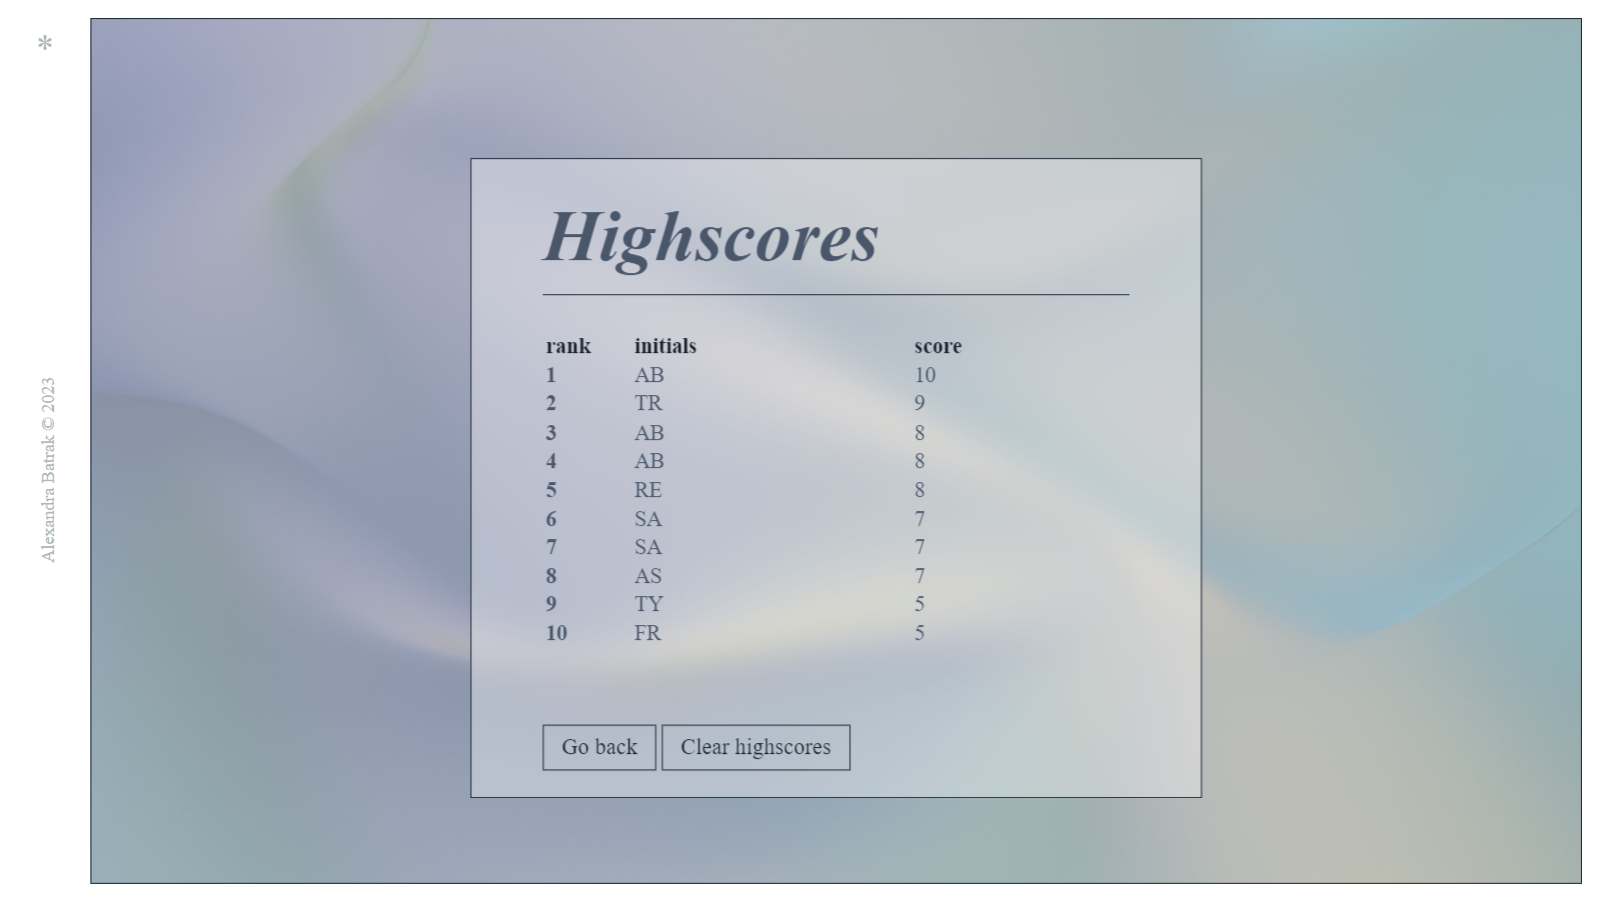 *
Alexandra Batrak © 2023
Highscores
rank initials score
1 AB 10
2 TR 9
3 AB 8
4 AB 8
5 RE 8
6 SA 7
7 SA 7
8 AS 7
9 TY 5
10 FR 5
Go back Clear highscores